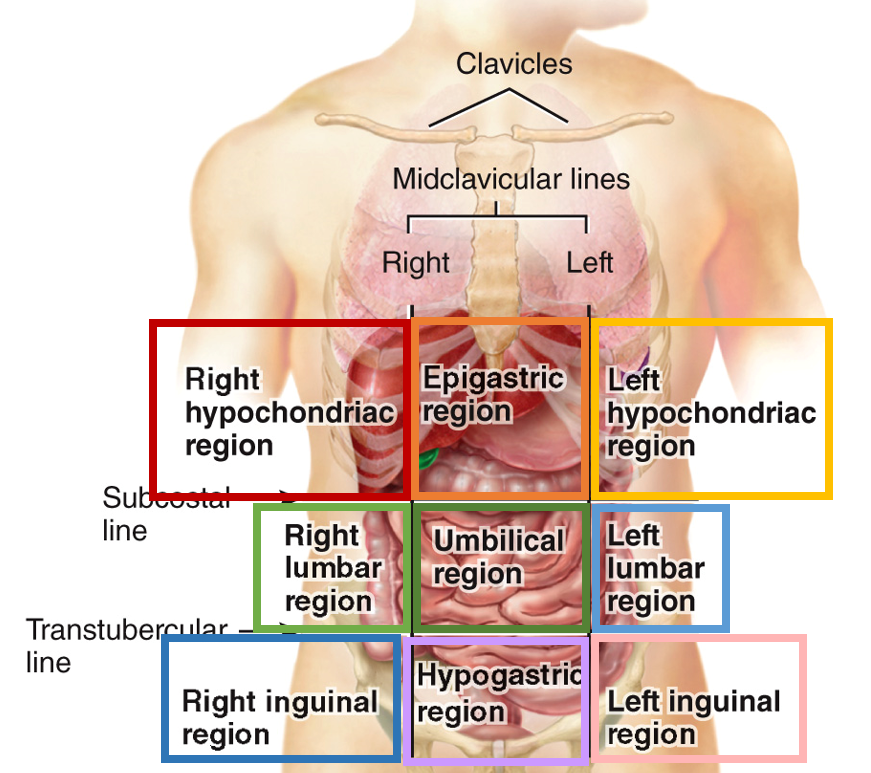 Clavicles
Midclavicular lines
Right
Left
Right
hypochondriac
region
Epigastric
region
Left
hypochondriac
region
Subcostal
line
Right
lumbar
region
Umbilical
region
Left
lumbar
region
Transtubercular
line
Right inguinal
region
Hypogastric
region
Left inguinal
region